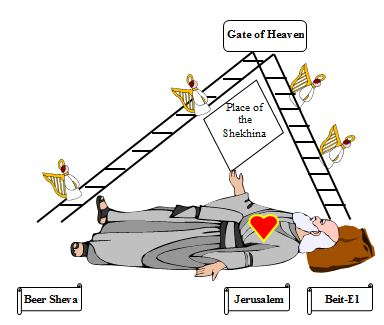 Gate of Heaven
Place of
the
Shekhina
Beer Sheva
Jerusalem
Beit-El